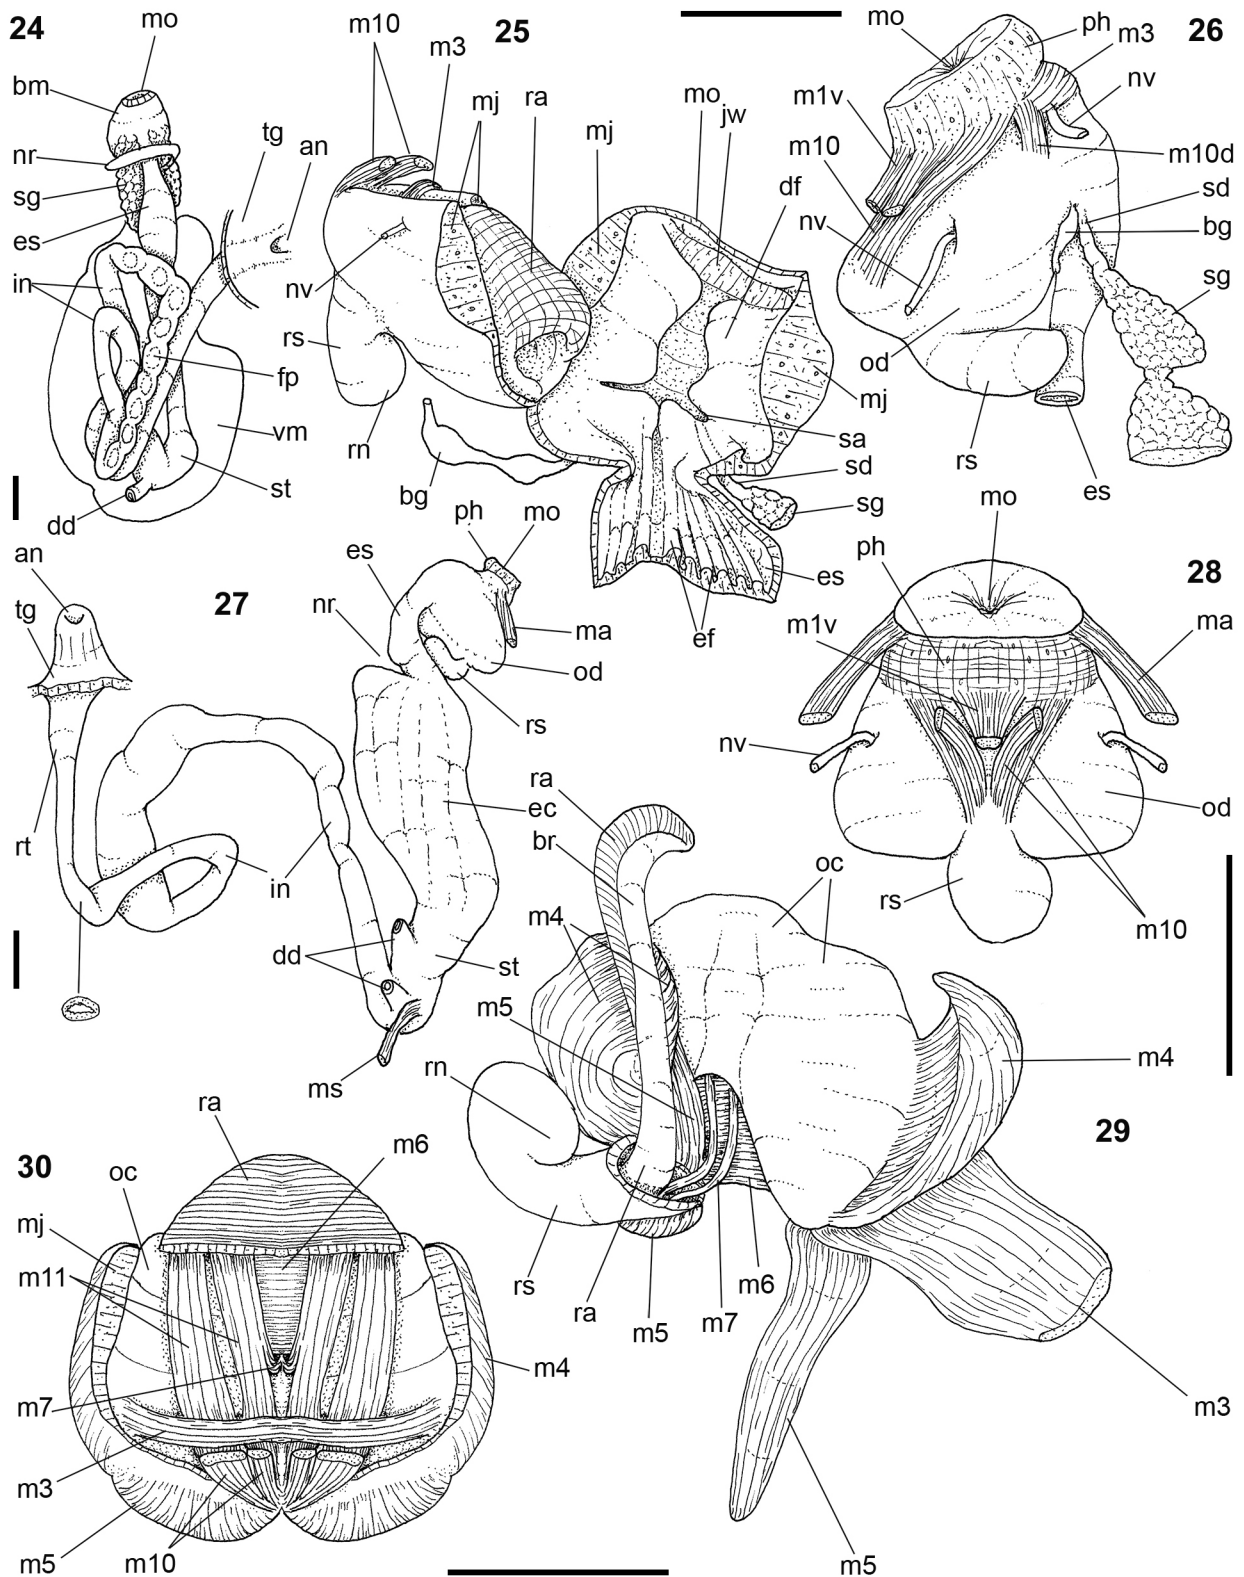 24
mo
bm
nr
sg
es
in
tg
an
fp
vm
st
dd
25
m10
m3
mj
ra
mj
mo
jw
df
nv
rs
rn
bg
mj
sa
sd
sg
es
ef
26
mo
ph
m3
nv
m1v
m10
m10d
sd
nv
bg
sg
od
rs
es
27
an
tg
rt
in
nr
es
ph
mo
ma
od
rs
ec
dd
st
ms
28
mo
ph
m1v
ma
nv
od
rs
m10
29
ra
br
m4
oc
m5
rn
m4
rs
ra
m5
m7
m6
m3
m5
30
ra
m6
oc
mj
m11
m4
m7
m3
m5
m10